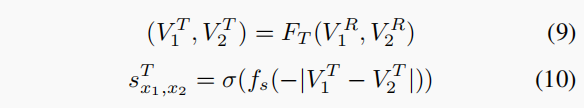 (V_1^T, V_2^T) = F_T(V_1^R, V_2^R) (9)
s_{x_1,x_2}^T = σ(f_s(-|V_1^T - V_2^T|)) (10)